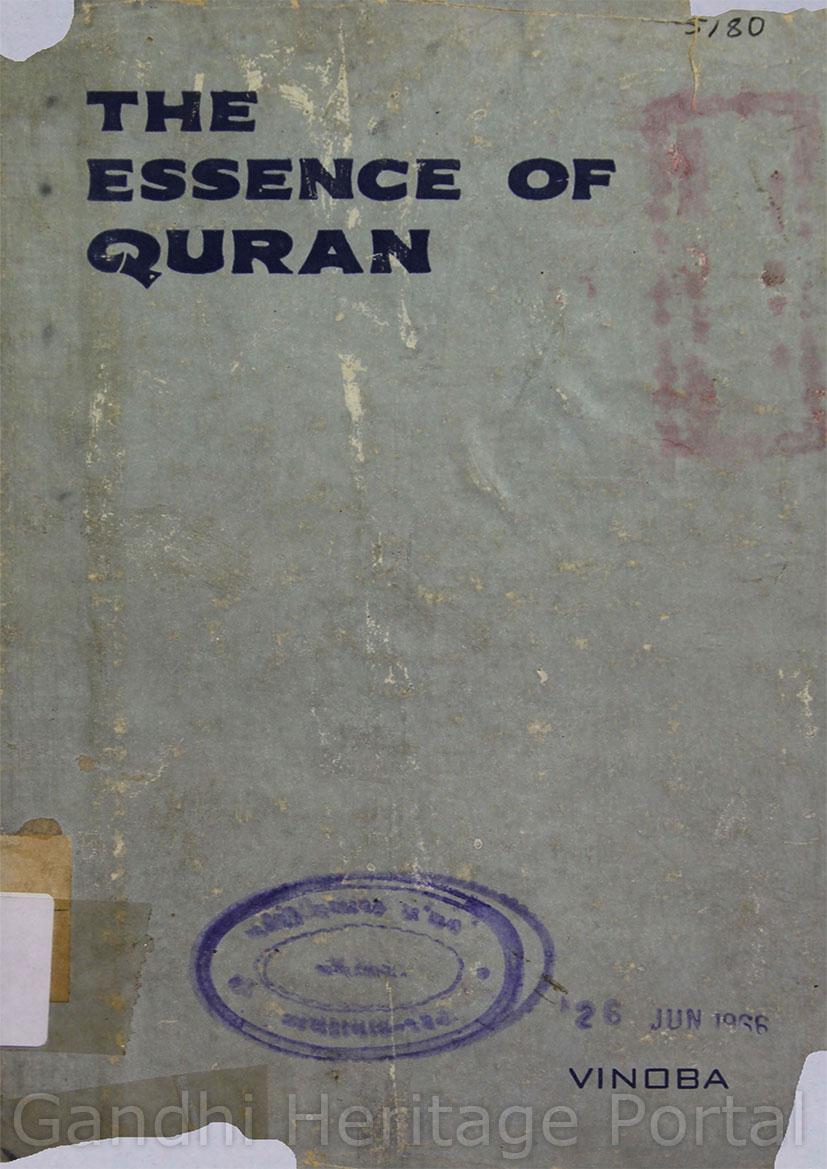 5180
THE
ESSENCE OF
QURAN
26 JUN 1966
VINOBA
Gandhi Heritage Portal